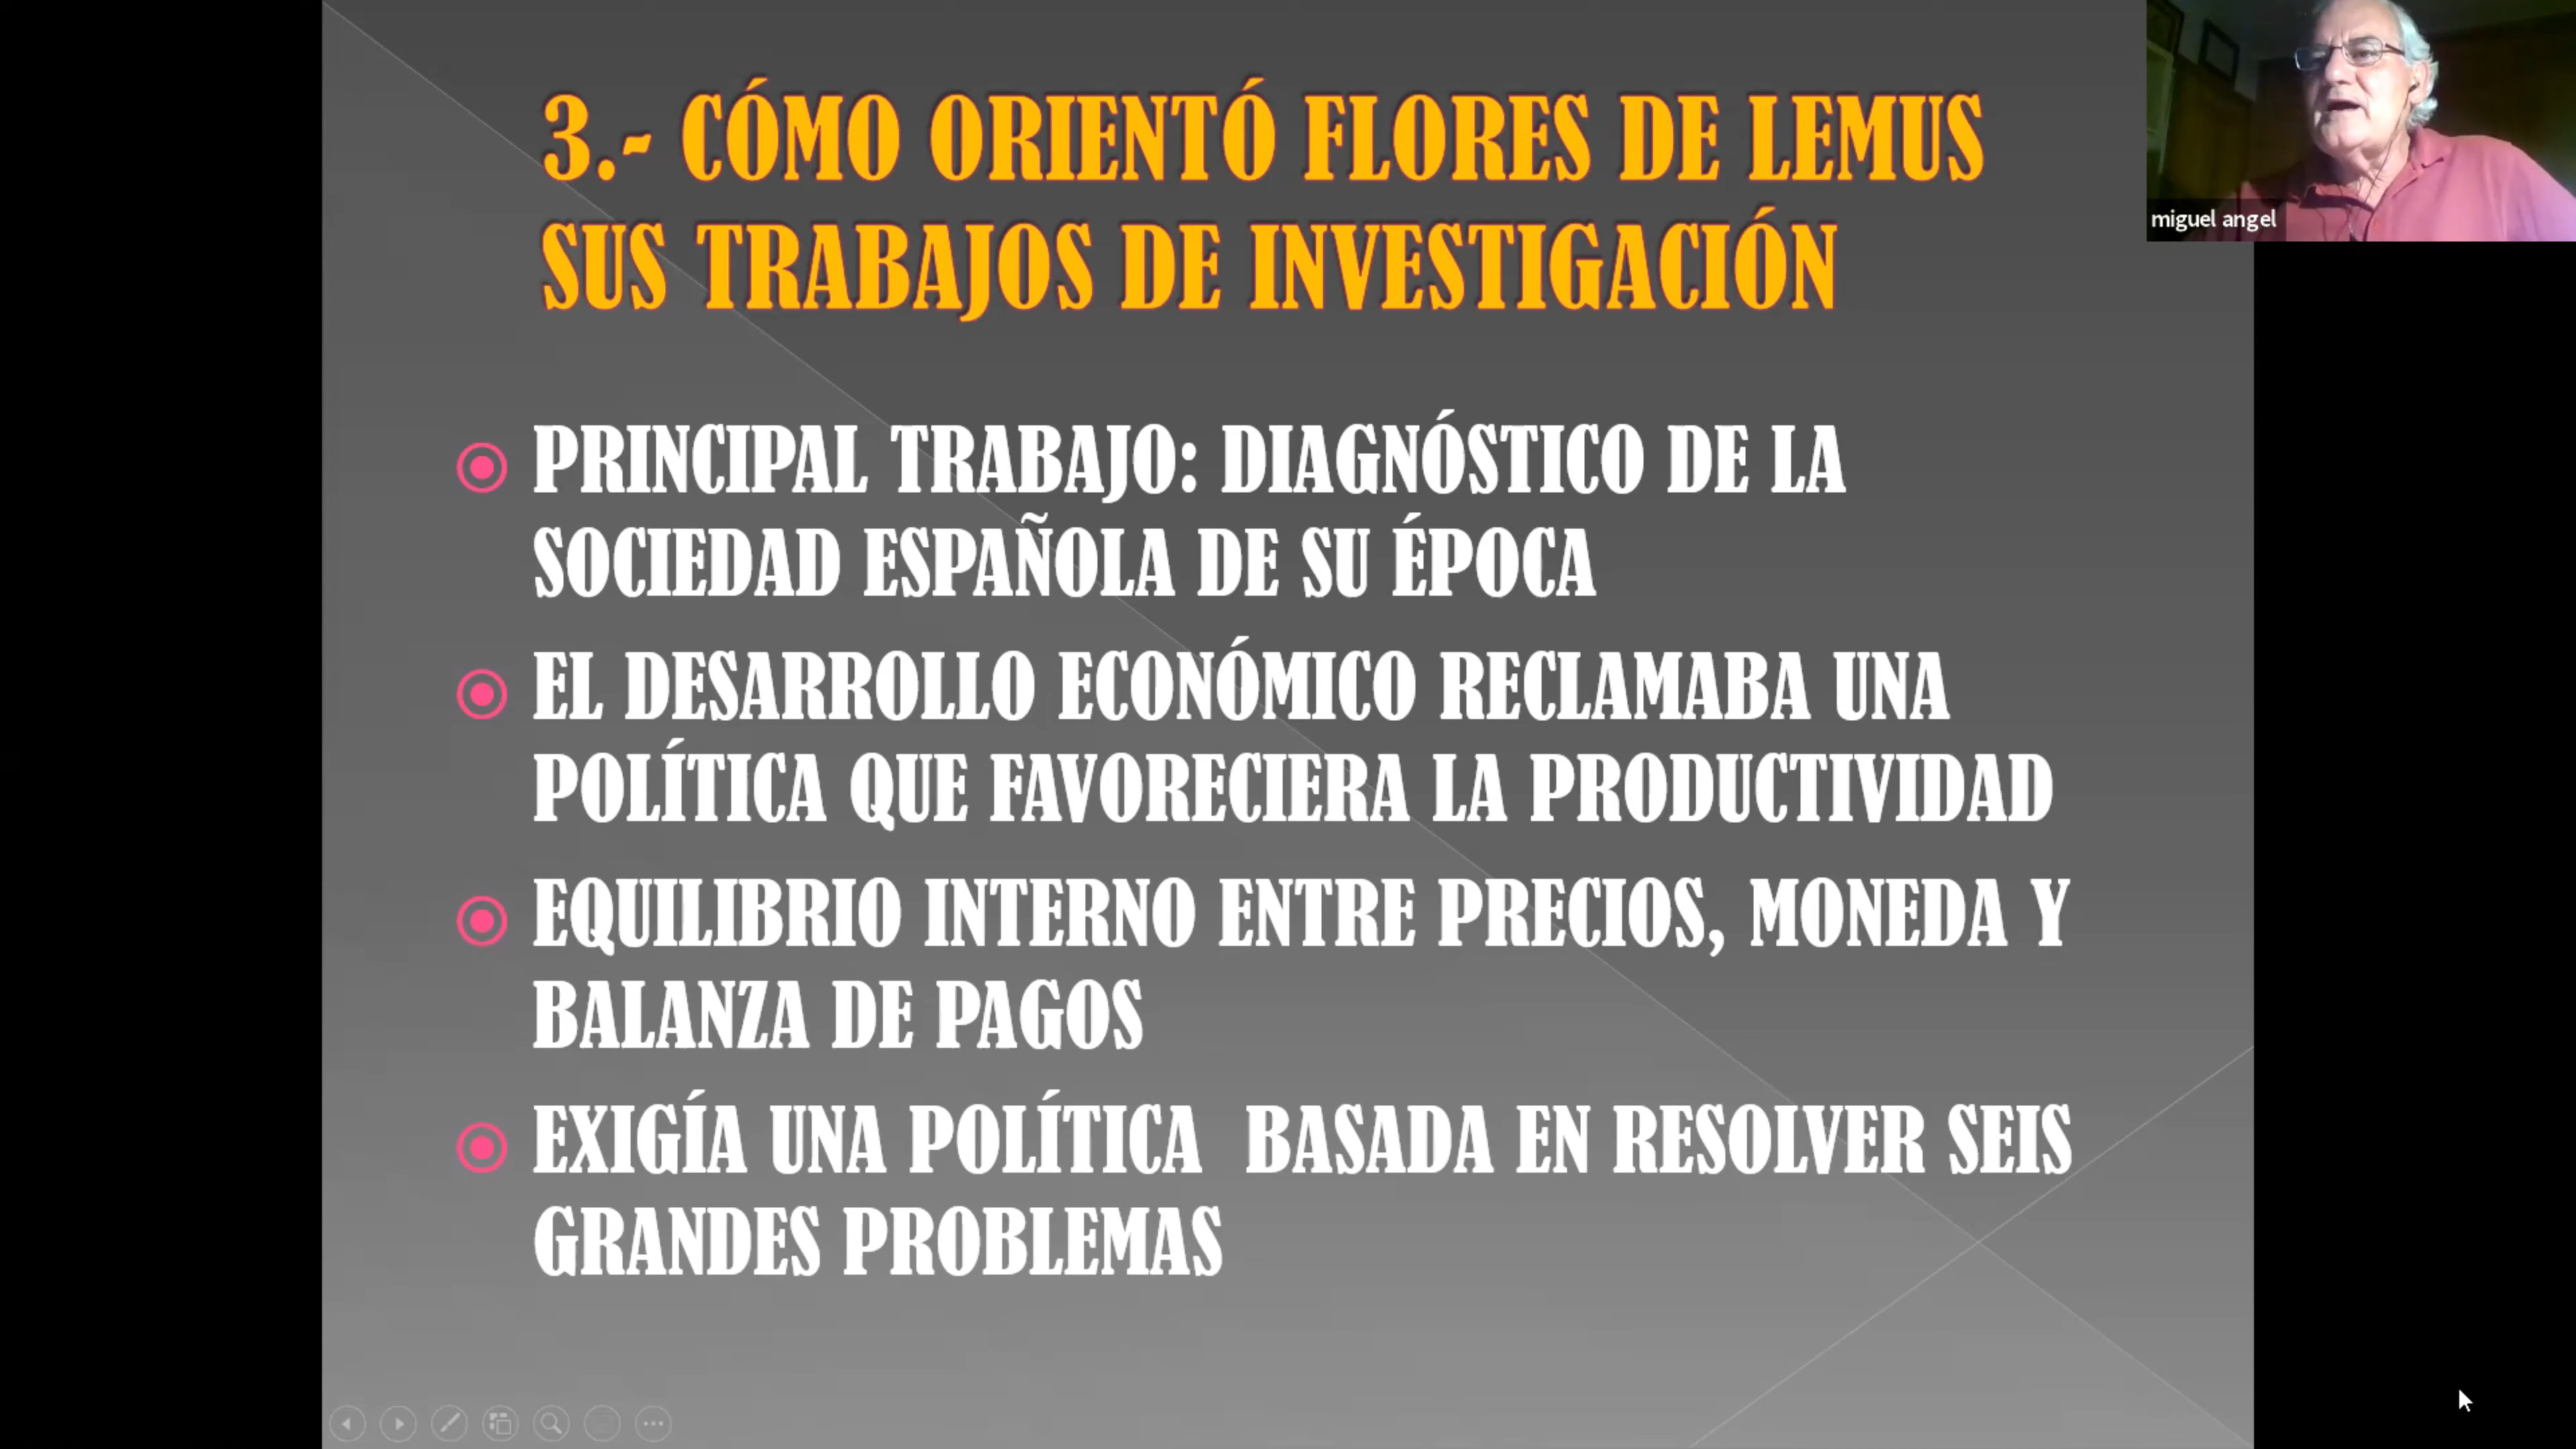 3.- CÓMO ORIENTÓ FLORES DE LEMUS
SUS TRABAJOS DE INVESTIGACIÓN
miguel angel
PRINCIPAL TRABAJO: DIAGNÓSTICO DE LA
SOCIEDAD ESPAÑOLA DE SU ÉPOCA
EL DESARROLLO ECONÓMICO RECLAMABA UNA
POLÍTICA QUE FAVORECIERA LA PRODUCTIVIDAD
EQUILIBRIO INTERNO ENTRE PRECIOS, MONEDA Y
BALANZA DE PAGOS
EXIGÍA UNA POLÍTICA  BASADA EN RESOLVER SEIS
GRANDES PROBLEMAS